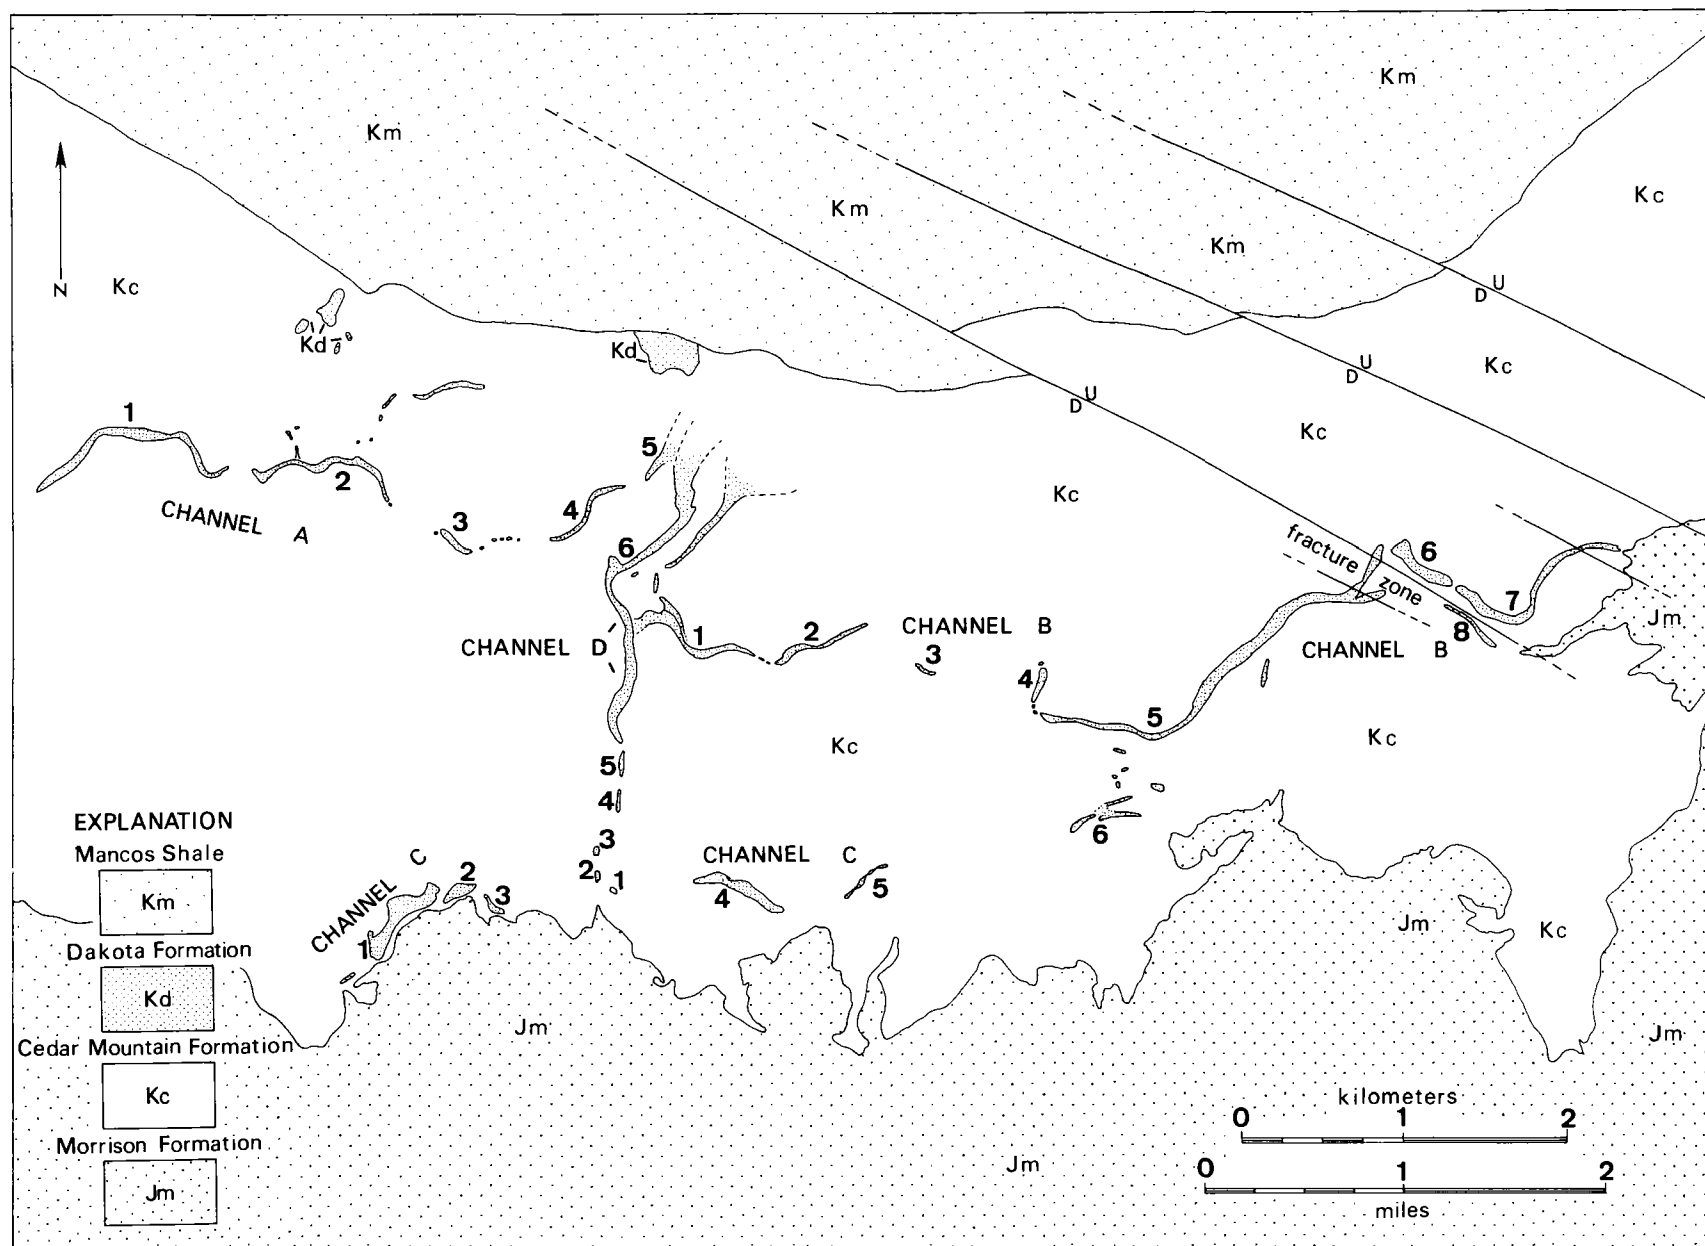 Km
Km
Kc
Km
Km
N
Kc
U
D
Kd
Kd
Kc
U
D
1
U
D
Kc
5
2
CHANNEL A
3
4
Kc
6
fracture
zone
6
7
Jm
CHANNEL D
1
2
CHANNEL B
3
8
CHANNEL B
4
5
Kc
Kc
5
4
6
3
2
1
CHANNEL C
1
2
3
CHANNEL C
4
5
Jm
Kc
Jm
Jm
Jm
EXPLANATION
Mancos Shale
Km
Dakota Formation
Kd
Cedar Mountain Formation
Kc
Morrison Formation
Jm
kilometers
0 1 2
0 1 2
miles